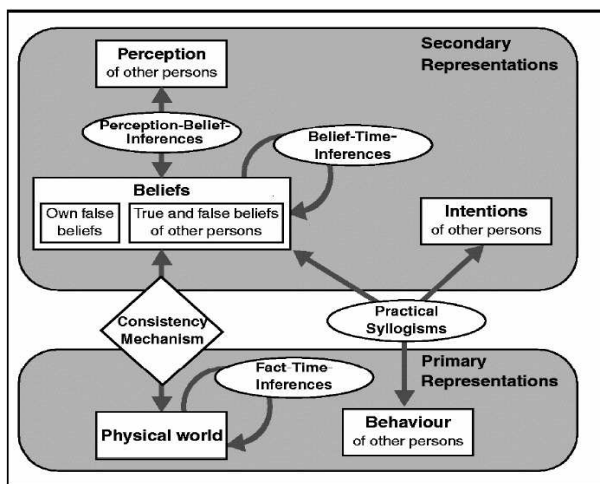 Secondary
Representations
Perception
of other persons
Perception-Belief-
Inferences
Belief-Time-
Inferences
Beliefs
Own false
beliefs
True and false beliefs
of other persons
Intentions
of other persons
Consistency
Mechanism
Practical
Syllogisms
Primary
Representations
Fact-Time-
Inferences
Physical world
Behaviour
of other persons